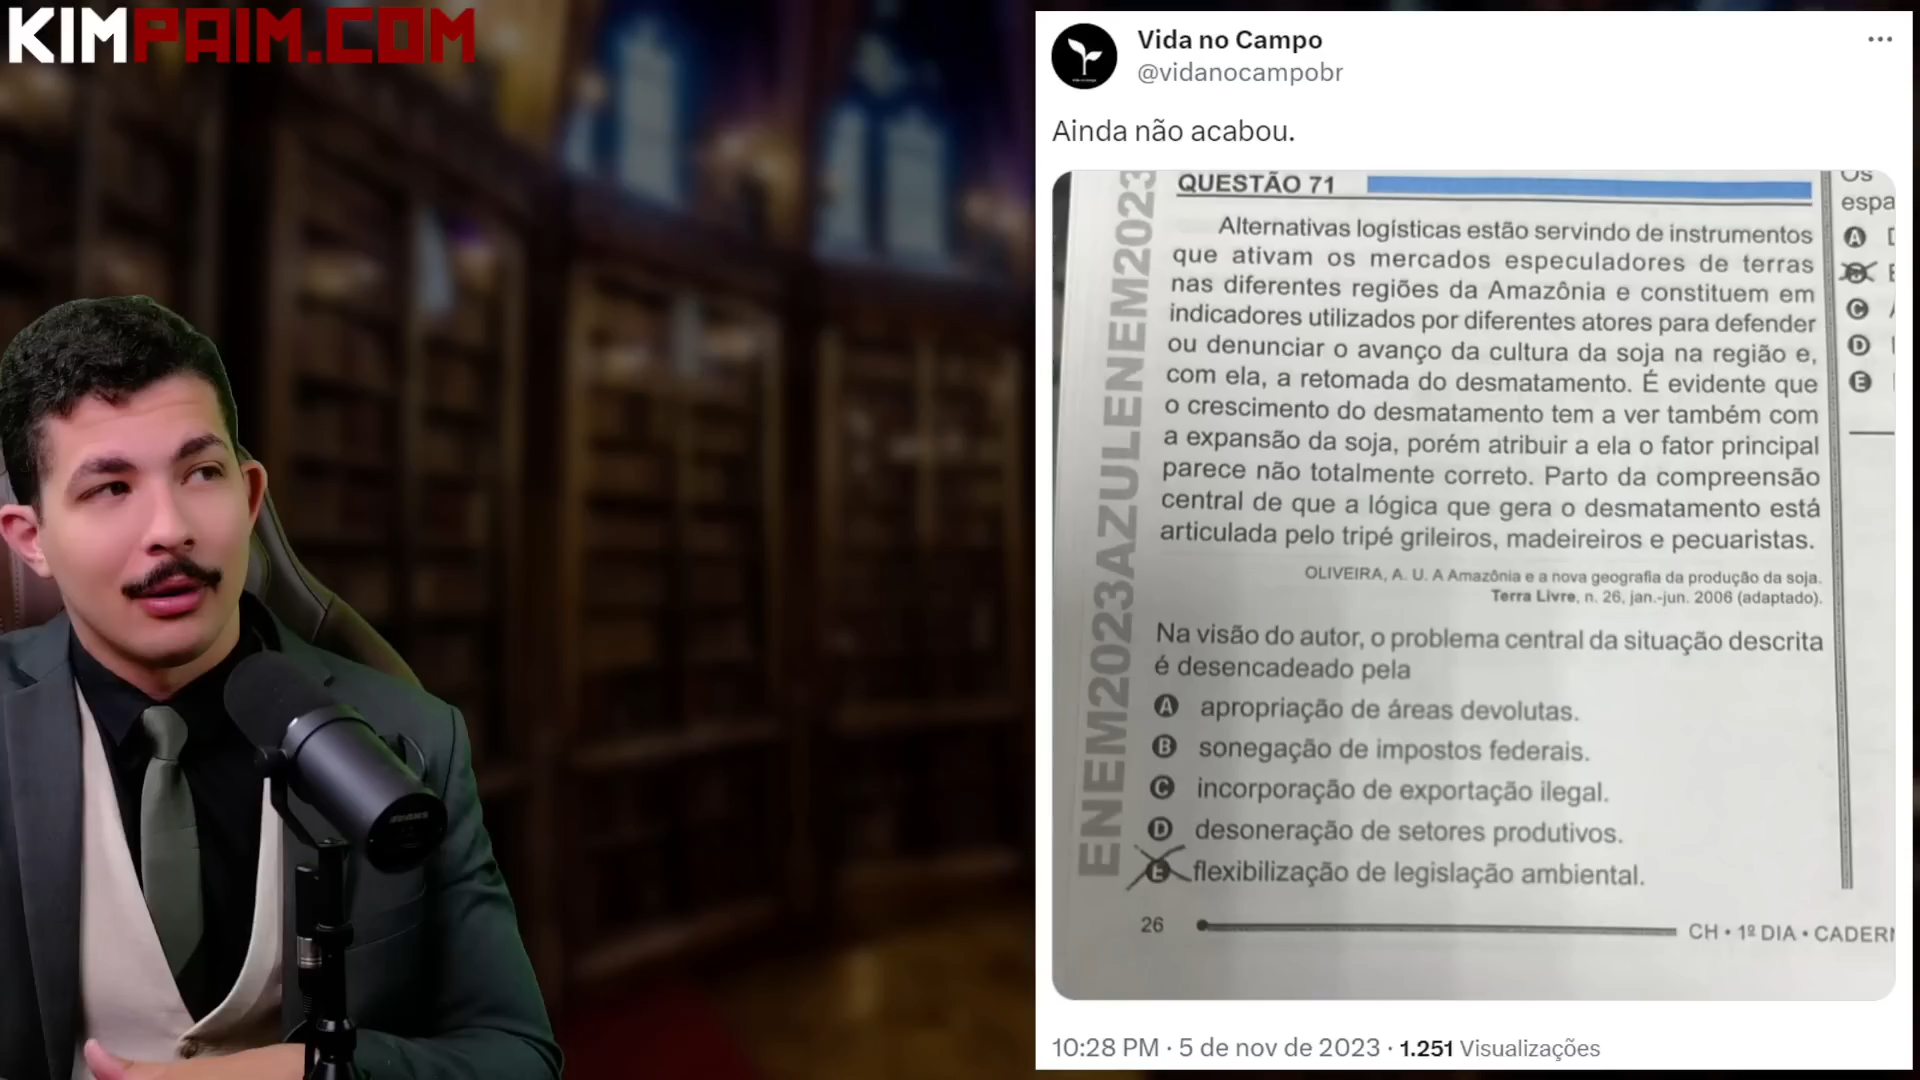 KIMPAIM.COM
Vida no Campo
@vidanocampobr
Ainda não acabou.
ENEM2023AZULENEM2023
QUESTÃO 71
Alternativas logísticas estão servindo de instrumentos
que ativam os mercados especuladores de terras
nas diferentes regiões da Amazônia e constituem em
indicadores utilizados por diferentes atores para defender
ou denunciar o avanço da cultura da soja na região e,
com ela, a retomada do desmatamento. É evidente que
o crescimento do desmatamento tem a ver também com
a expansão da soja, porém atribuir a ela o fator principal
parece não totalmente correto. Parto da compreensão
central de que a lógica que gera o desmatamento está
articulada pelo tripé grileiros, madeireiros e pecuaristas.
OLIVEIRA, A. U. A Amazônia e a nova geografia da produção da soja.
Terra Livre, n. 26, jan.-jun. 2006 (adaptado).
Na visão do autor, o problema central da situação descrita
é desencadeado pela
A apropriação de áreas devolutas.
B sonegação de impostos federais.
C incorporação de exportação ilegal.
D desoneração de setores produtivos.
E flexibilização de legislação ambiental.
26
CH • 1º DIA • CADER
Os
espa
A
C
D
E
10:28 PM · 5 de nov de 2023 · 1.251 Visualizações